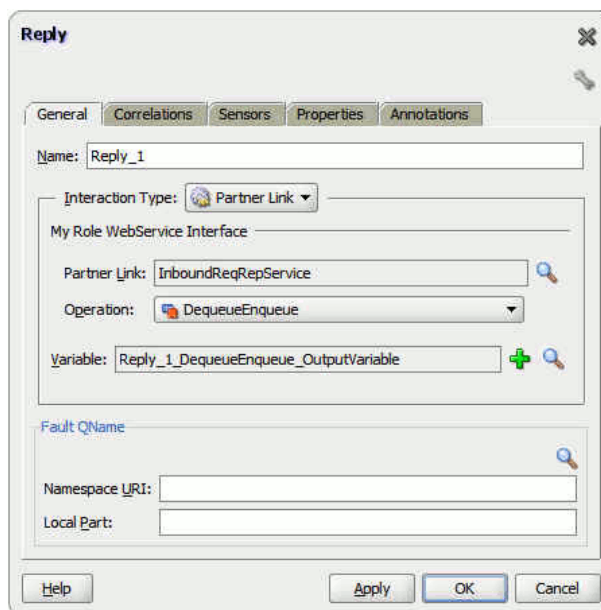 Reply
General Correlations Sensors Properties Annotations
Name: Reply_1
Interaction Type: Partner Link
My Role WebService Interface
Partner Link: InboundReqRepService
Operation: DequeueEnqueue
Variable: Reply_1_DequeueEnqueue_OutputVariable
Fault QName
Namespace URI:
Local Part:
Help Apply OK Cancel